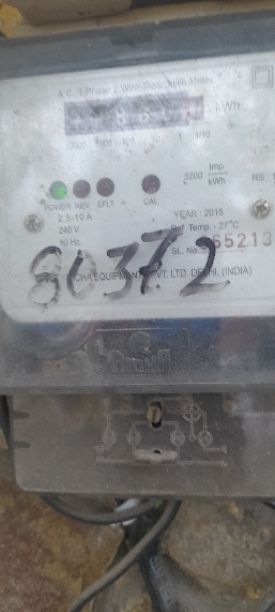 A.C. 1 Phase 2 Wire Static kWh Meter
kWh
10000 1000 100 10 1 1/10
3200 Imp/kWh
POWER REV. EFLT CAL
2.5-10 A
240 V.
50 Hz.
YEARː 2015
Ref Temp.- 27°C
SL. No.
65213
80372
EQUIPMENT PVT. LTD. DELHI, (INDIA)